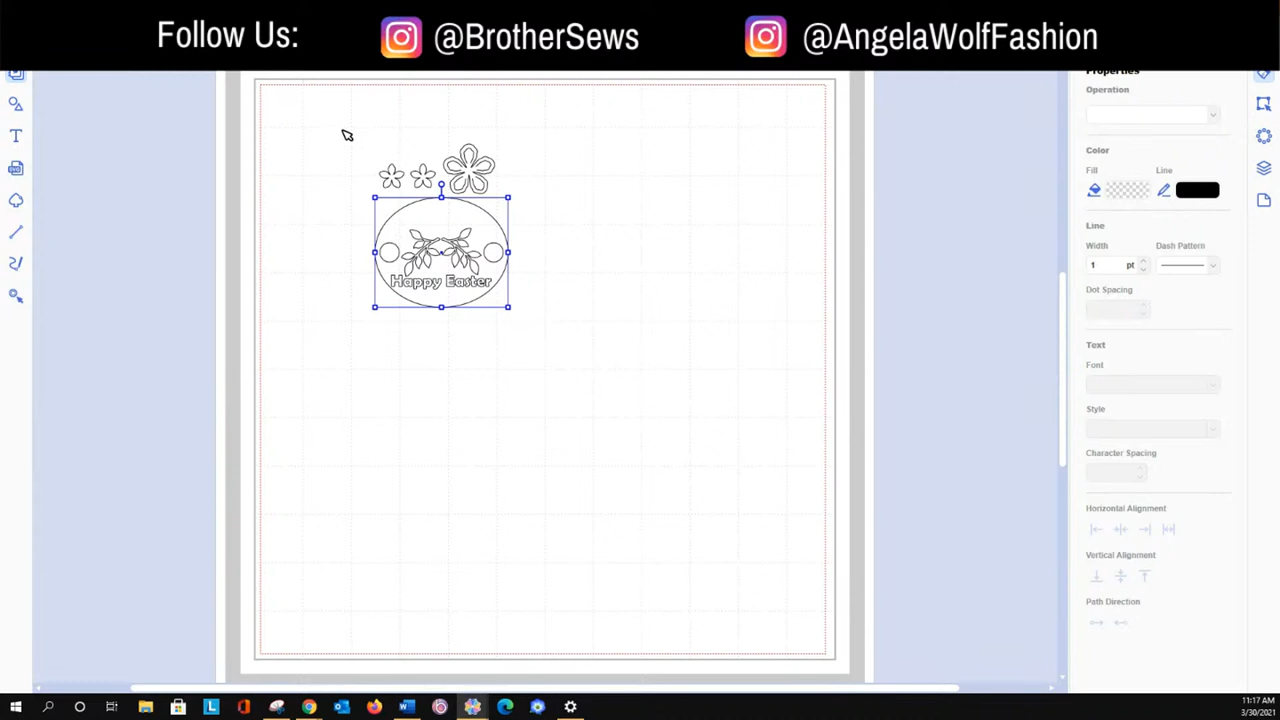 Follow Us: @BrotherSews @AngelaWolfFashion
Properties
Operation
Color
Fill Line
Line
Width Dash Pattern
1 pt
Dot Spacing
Text
Font
Style
Character Spacing
Horizontal Alignment
Vertical Alignment
Path Direction
Happy Easter
11:17 AM
3/30/2021